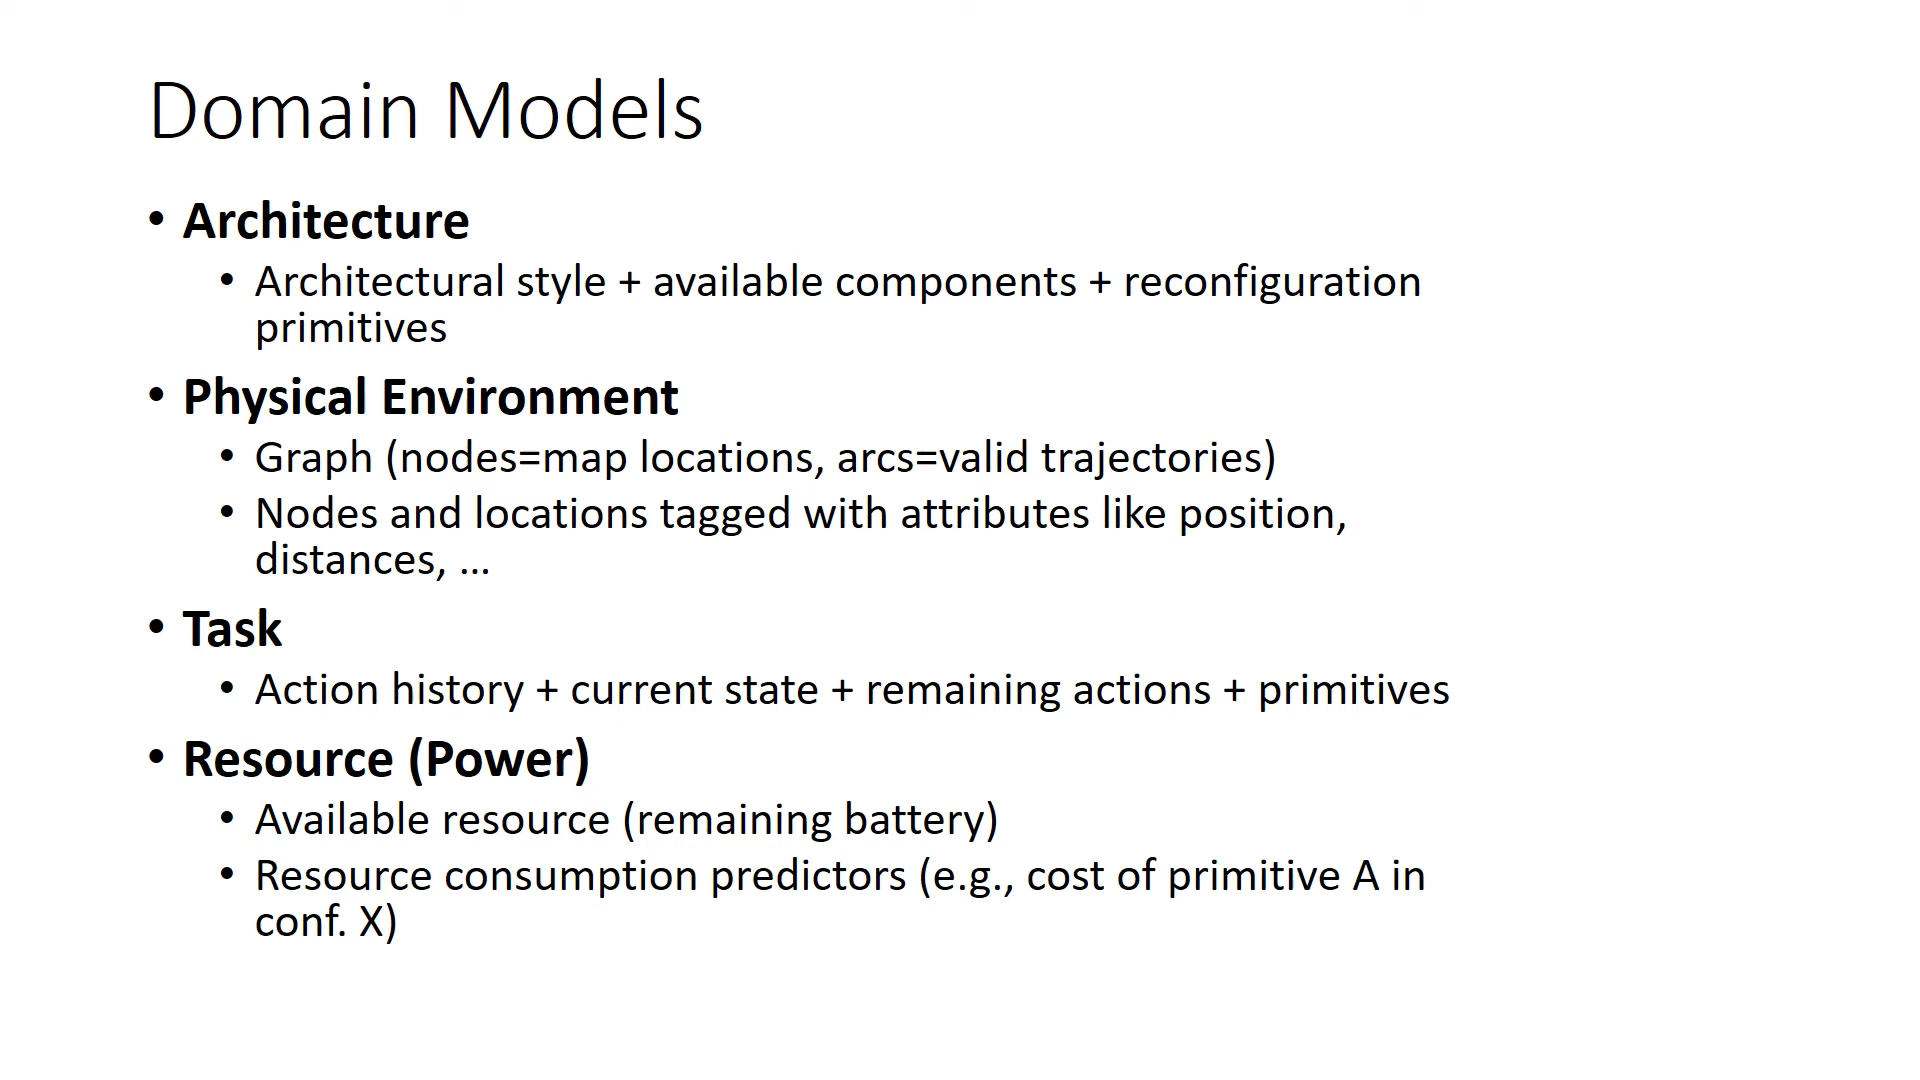 Domain Models
• Architecture
• Architectural style + available components + reconfiguration
primitives
• Physical Environment
• Graph (nodes=map locations, arcs=valid trajectories)
• Nodes and locations tagged with attributes like position,
distances, ...
• Task
• Action history + current state + remaining actions + primitives
• Resource (Power)
• Available resource (remaining battery)
• Resource consumption predictors (e.g., cost of primitive A in
conf. X)